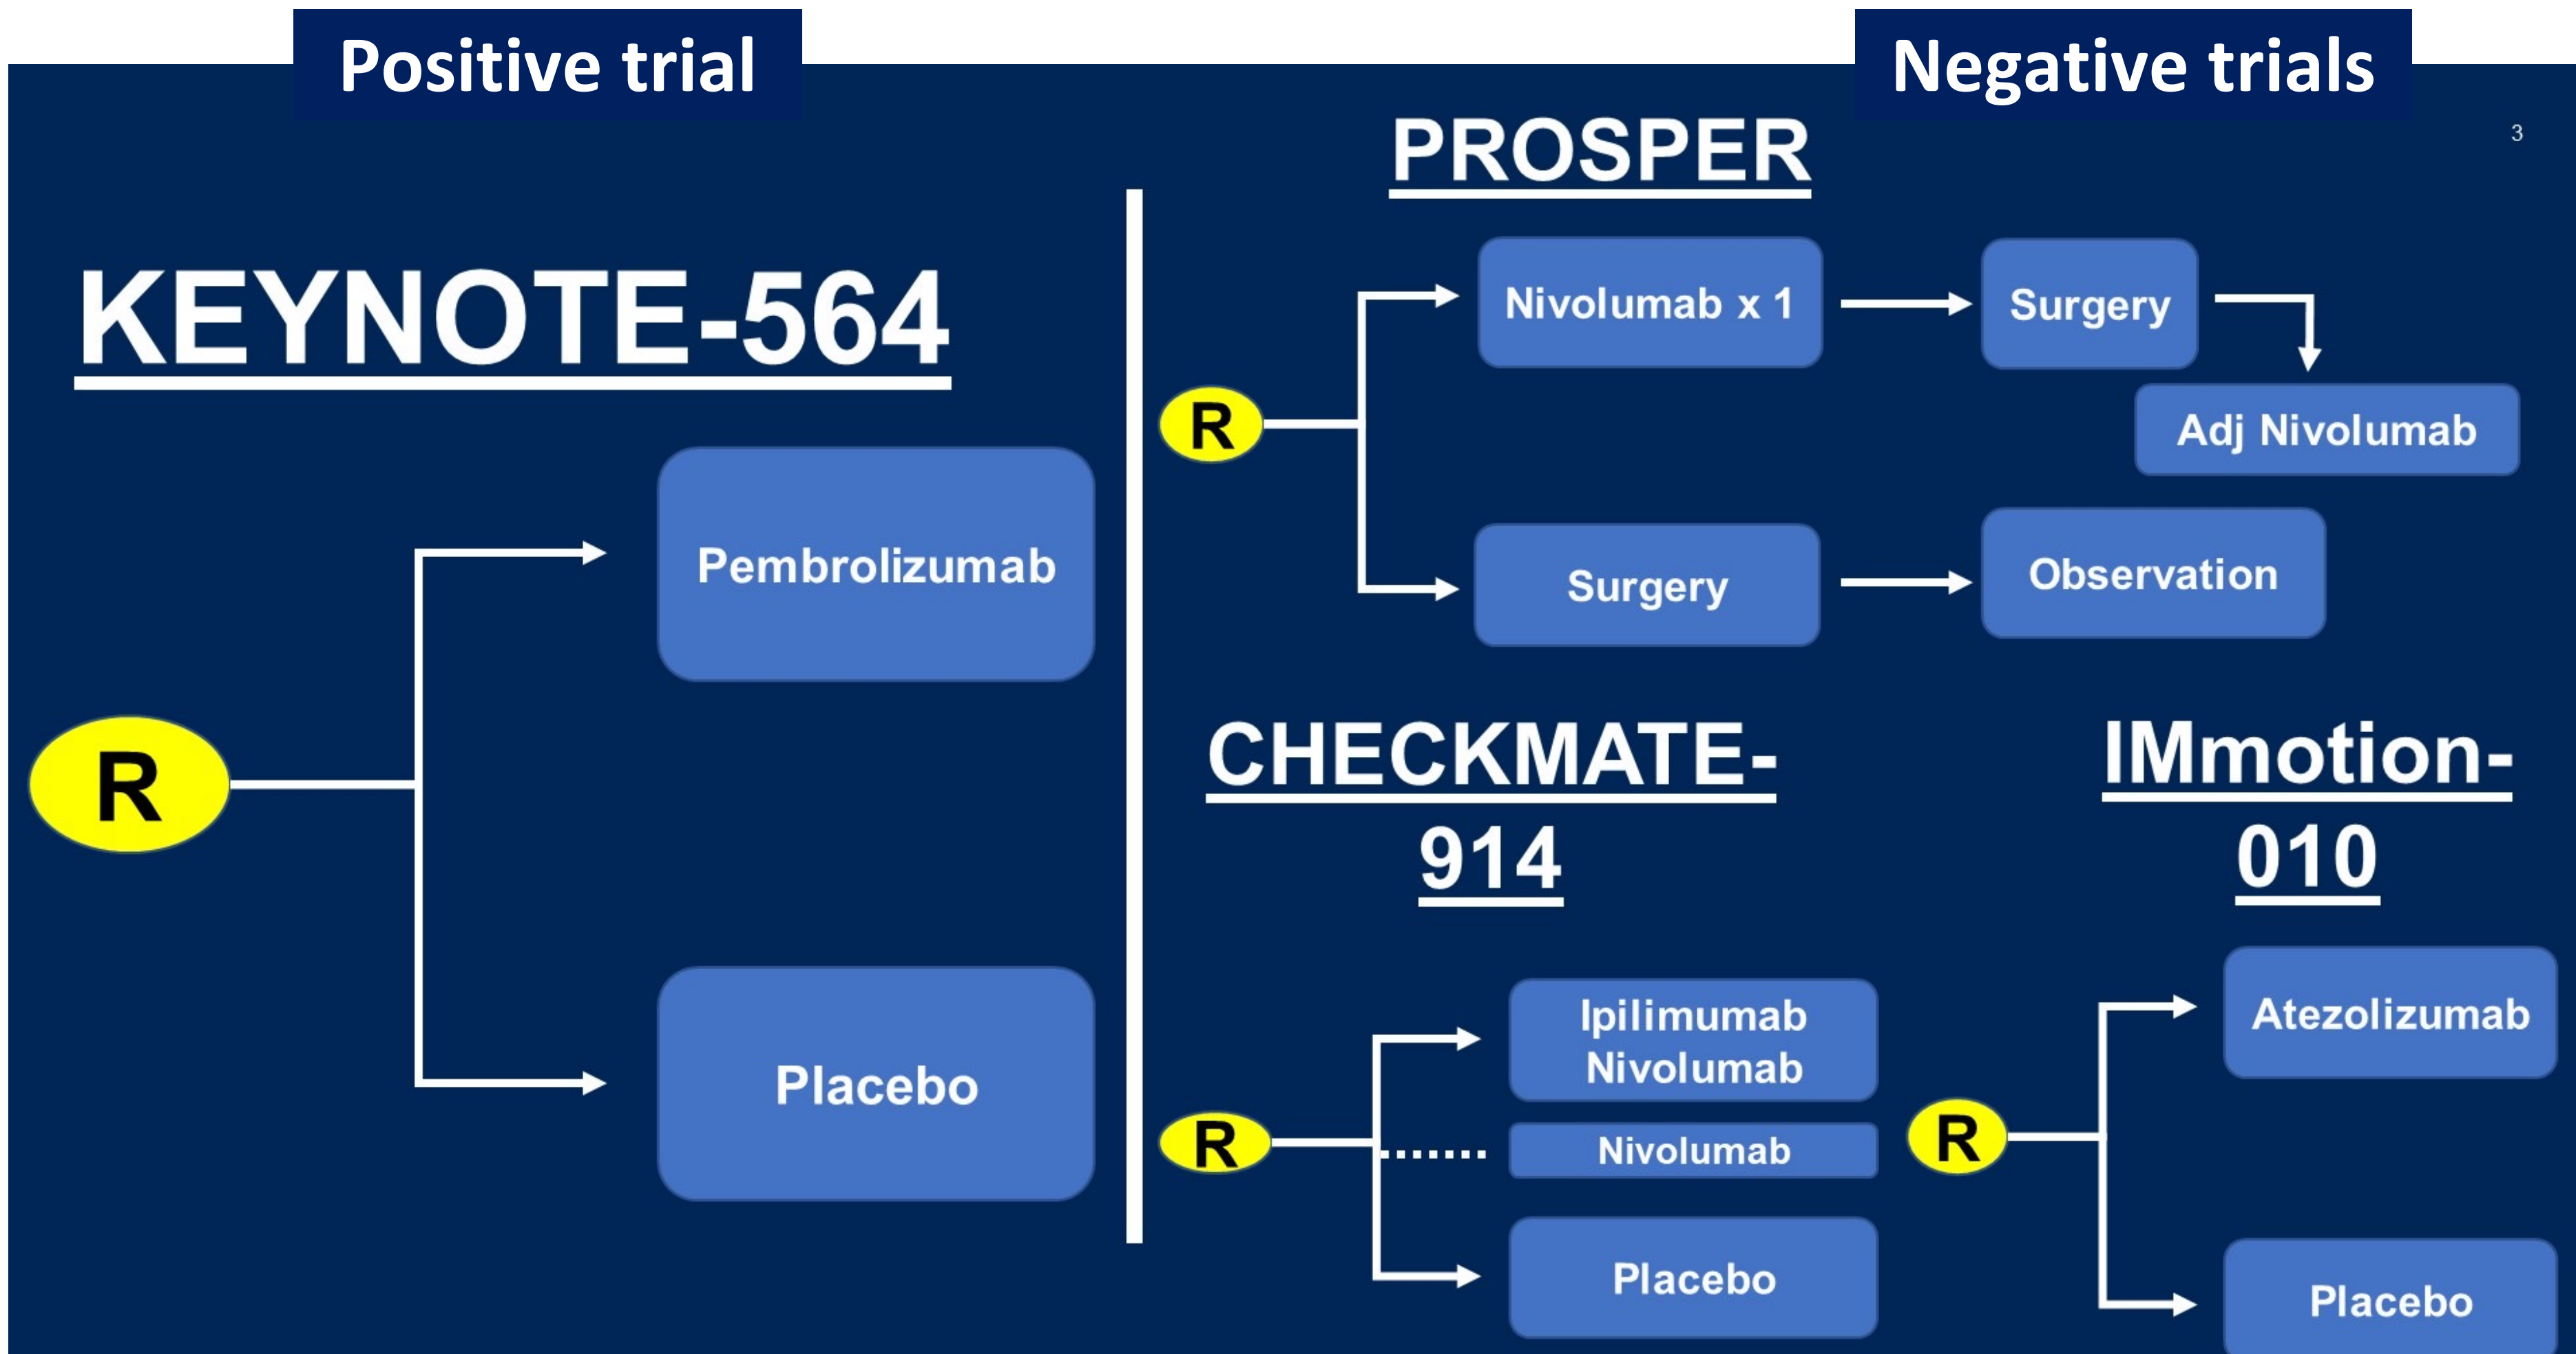 Positive trial
Negative trials
3
KEYNOTE-564
R
Pembrolizumab
Placebo
PROSPER
R
Nivolumab x 1
Surgery
Adj Nivolumab
Surgery
Observation
CHECKMATE-
914
R
Ipilimumab
Nivolumab
Nivolumab
Placebo
IMmotion-
010
R
Atezolizumab
Placebo